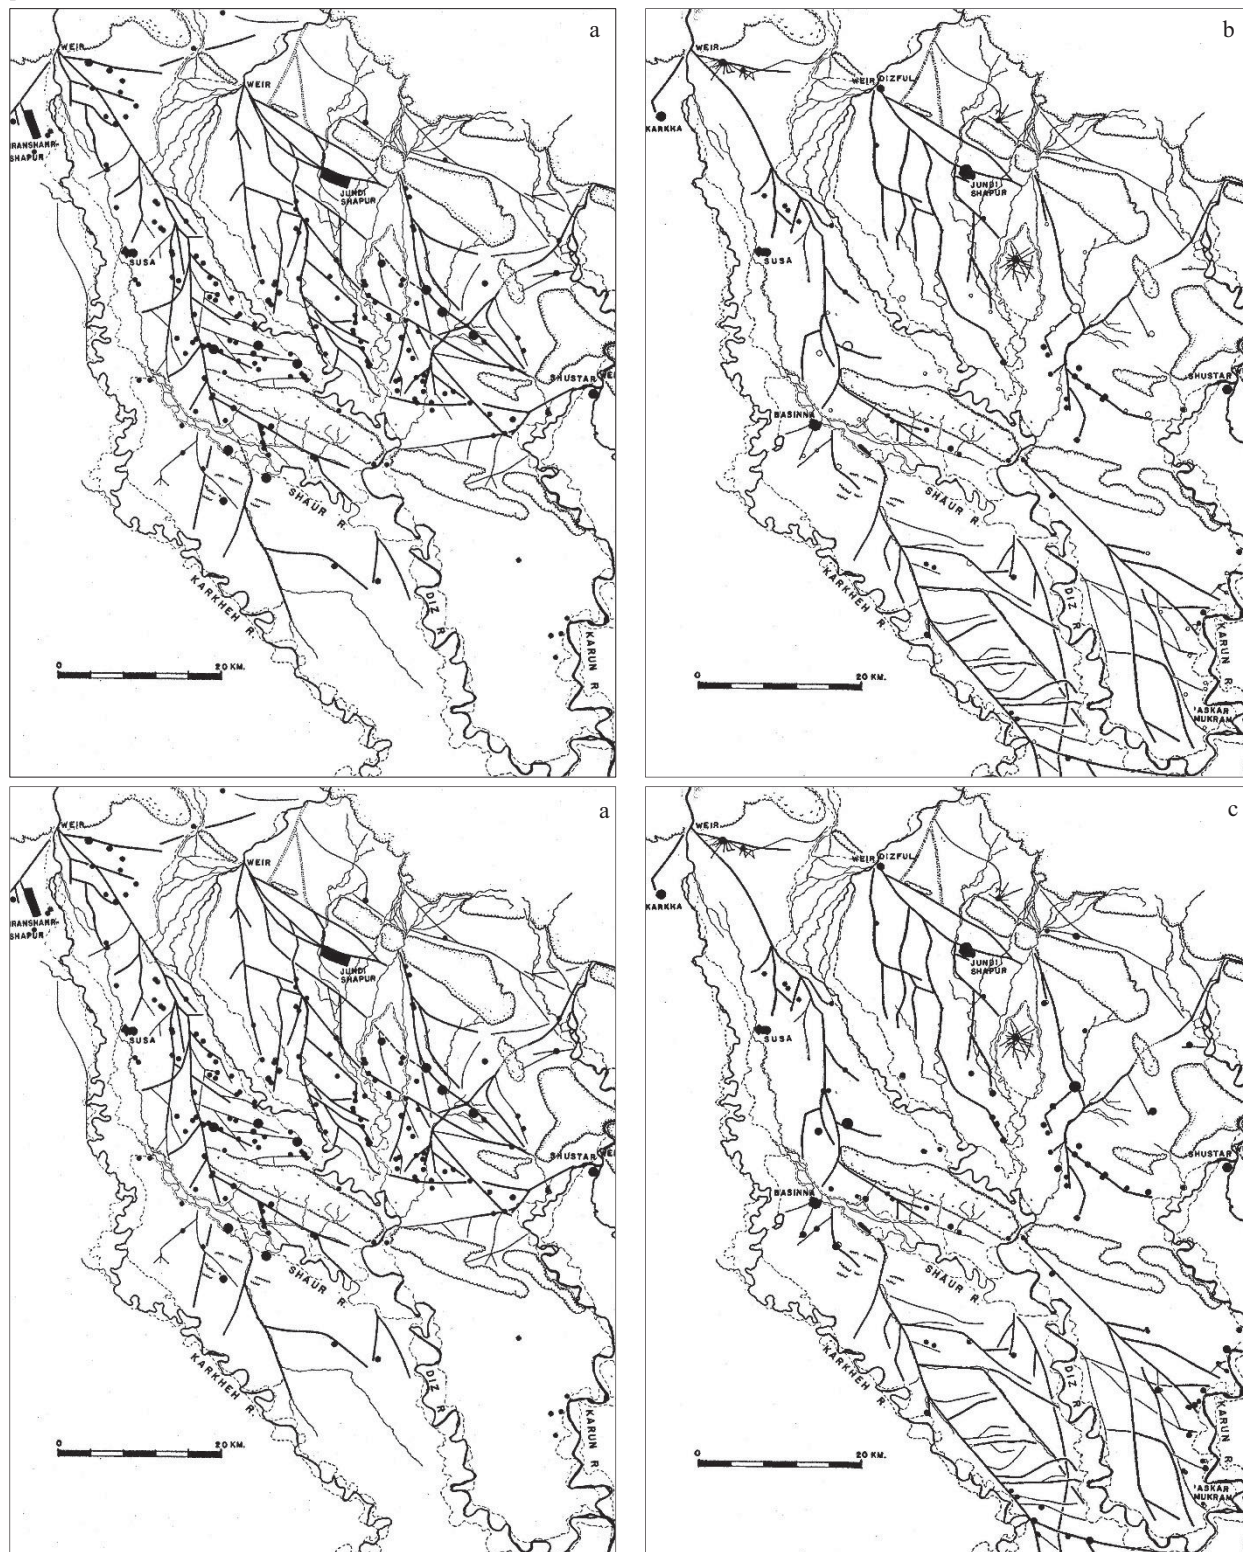 a
WEIR
WEIR
IRANSHAHR-
SHAPUR
JUNDI
SHAPUR
SUSA
SHUSTAR
SHAUR R.
KARKHEH R.
DIZ R.
KARUN R.
0
20 KM.
b
WEIR
WEIR
DIZFUL
KARKHA
JUNDI
SHAPUR
SUSA
SHUSTAR
BASINNA
SHAUR R.
KARKHEH R.
DIZ R.
KARUN R.
'ASKAR
MUKRAM
0
20 KM.
a
WEIR
WEIR
IRANSHAHR-
SHAPUR
JUNDI
SHAPUR
SUSA
SHUSTAR
SHAUR R.
KARKHEH R.
DIZ R.
KARUN R.
0
20 KM.
c
WEIR
WEIR
DIZFUL
KARKHA
JUNDI
SHAPUR
SUSA
SHUSTAR
BASINNA
SHAUR R.
KARKHEH R.
DIZ R.
KARUN R.
'ASKAR
MUKRAM
0
20 KM.